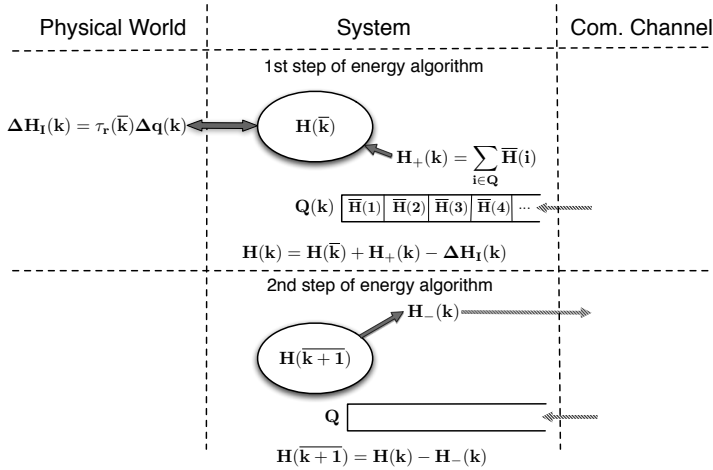 Physical World System Com. Channel
1st step of energy algorithm
ΔH_I(k) = τ_r(k̅)Δq(k)
H(k̅)
H_+(k) = ∑_{i∈Q} H̅(i)
Q(k) H̅(1) H̅(2) H̅(3) H̅(4) ...
H(k) = H(k̅) + H_+(k) − ΔH_I(k)
2nd step of energy algorithm
H_−(k)
H(\overline{k+1})
Q
H(\overline{k+1}) = H(k) − H_−(k)